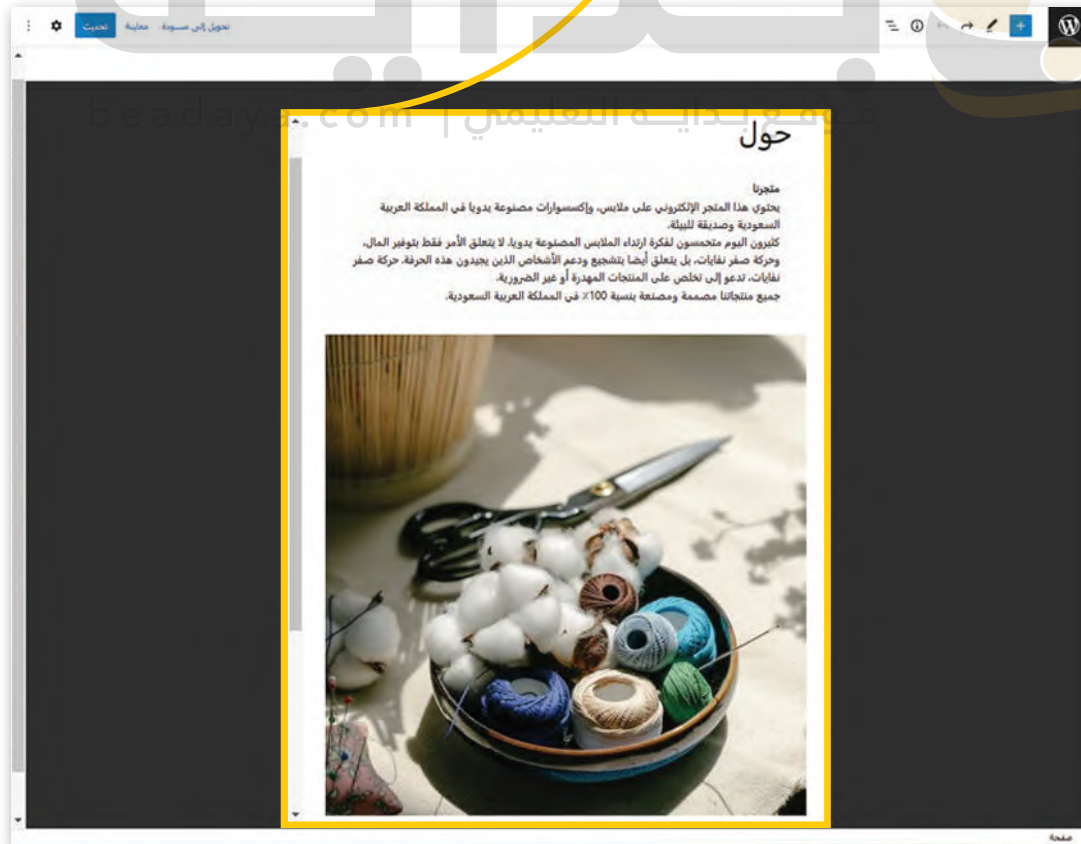 تحويل إلى مسودة معاينة تحديث
بداية
beadaya.com | موقع بداية التعليمي
حول
متجرنا
يحتوي هذا المتجر الإلكتروني على ملابس، وإكسسوارات مصنوعة يدويا في المملكة العربية
السعودية وصديقة للبيئة.
كثيرون اليوم متحمسون لفكرة ارتداء الملابس المصنوعة يدويا. لا يتعلق الأمر فقط بتوفير المال،
وحركة صفر نفايات، بل يتعلق أيضا بتشجيع ودعم الأشخاص الذين يجيدون هذه الحرفة. حركة صفر
نفايات، تدعو إلى تخلص على المنتجات المهدرة أو غير الضرورية.
جميع منتجاتنا مصممة ومصنعة بنسبة 100٪ في المملكة العربية السعودية.
صفحة